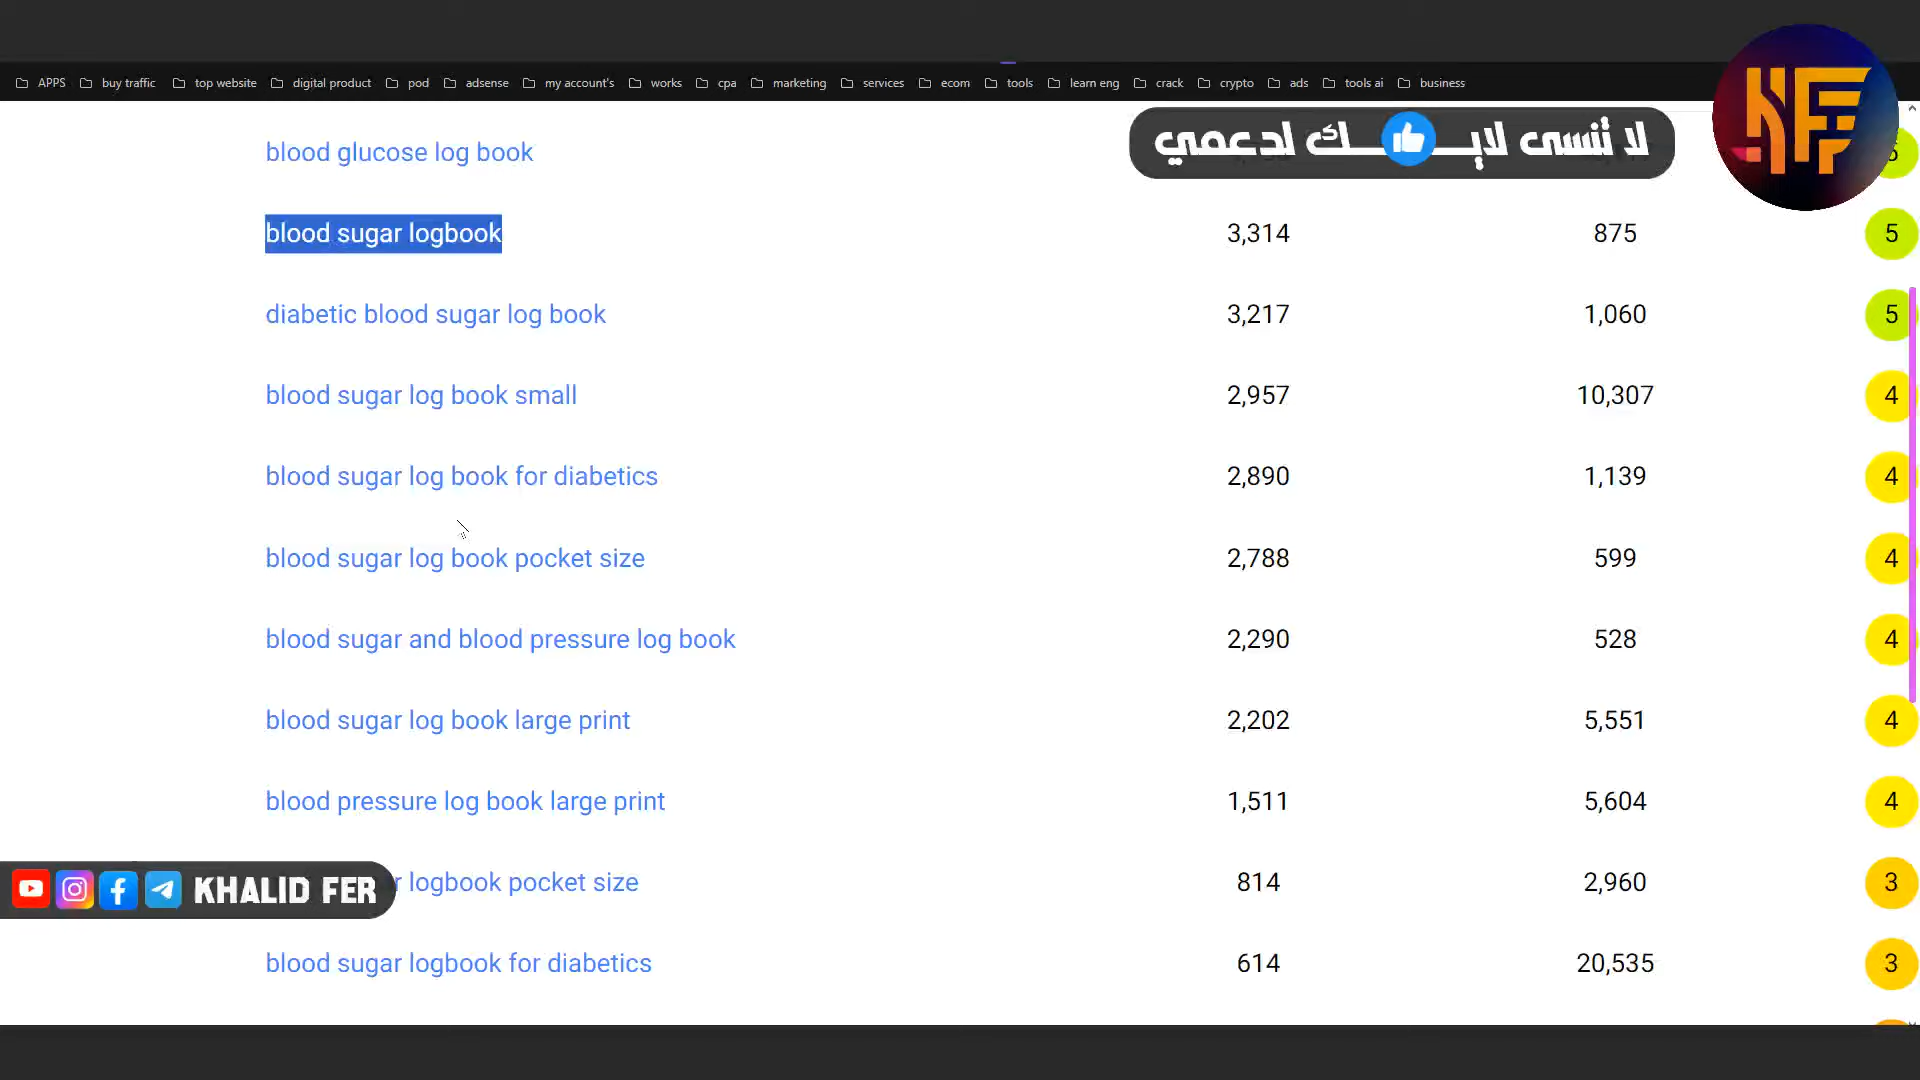 APPS buy traffic top website digital product pod adsense my account's works cpa marketing services ecom tools learn eng crack crypto ads tools ai business
لا تنسى لايـــك لدعمي
blood glucose log book
blood sugar logbook 3,314 875 5
diabetic blood sugar log book 3,217 1,060 5
blood sugar log book small 2,957 10,307 4
blood sugar log book for diabetics 2,890 1,139 4
blood sugar log book pocket size 2,788 599 4
blood sugar and blood pressure log book 2,290 528 4
blood sugar log book large print 2,202 5,551 4
blood pressure log book large print 1,511 5,604 4
KHALID FER
r logbook pocket size 814 2,960 3
blood sugar logbook for diabetics 614 20,535 3